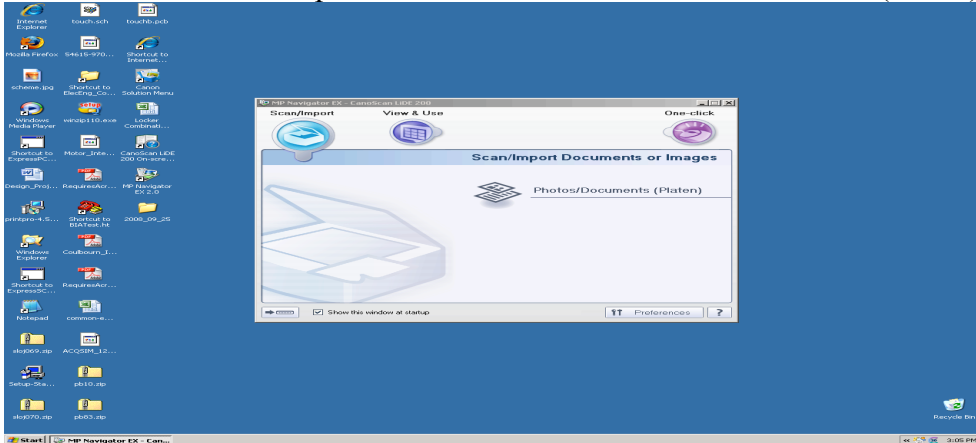 Internet Explorer
touch.sch
touchb.pcb
Mozilla Firefox
54615-970...
Shortcut to Internet...
scheme.jpg
Shortcut to ElecEng_Co...
Canon Solution Menu
Windows Media Player
winzip110.exe
Locker Combinati...
Shortcut to ExpressPC...
Motor_Inte...
CanoScan LiDE 200 On-scre...
Design_Proj...
RequiresAcr...
MP Navigator EX 2.0
printpro-4.5...
Shortcut to BIATest.ht
2008_09_25
Windows Explorer
Coulbourn_I...
Shortcut to ExpressSC...
RequiresAcr...
Notepad
common-e...
sloj069.zip
ACQSIM_12...
Setup-Sta...
pb10.zip
sloj070.zip
pb83.zip
MP Navigator EX - CanoScan LiDE 200
Scan/Import
View & Use
One-click
Scan/Import Documents or Images
Photos/Documents (Platen)
Show this window at startup
Preferences
?
Recycle Bin
Start
MP Navigator EX - Can...
3:05 PM